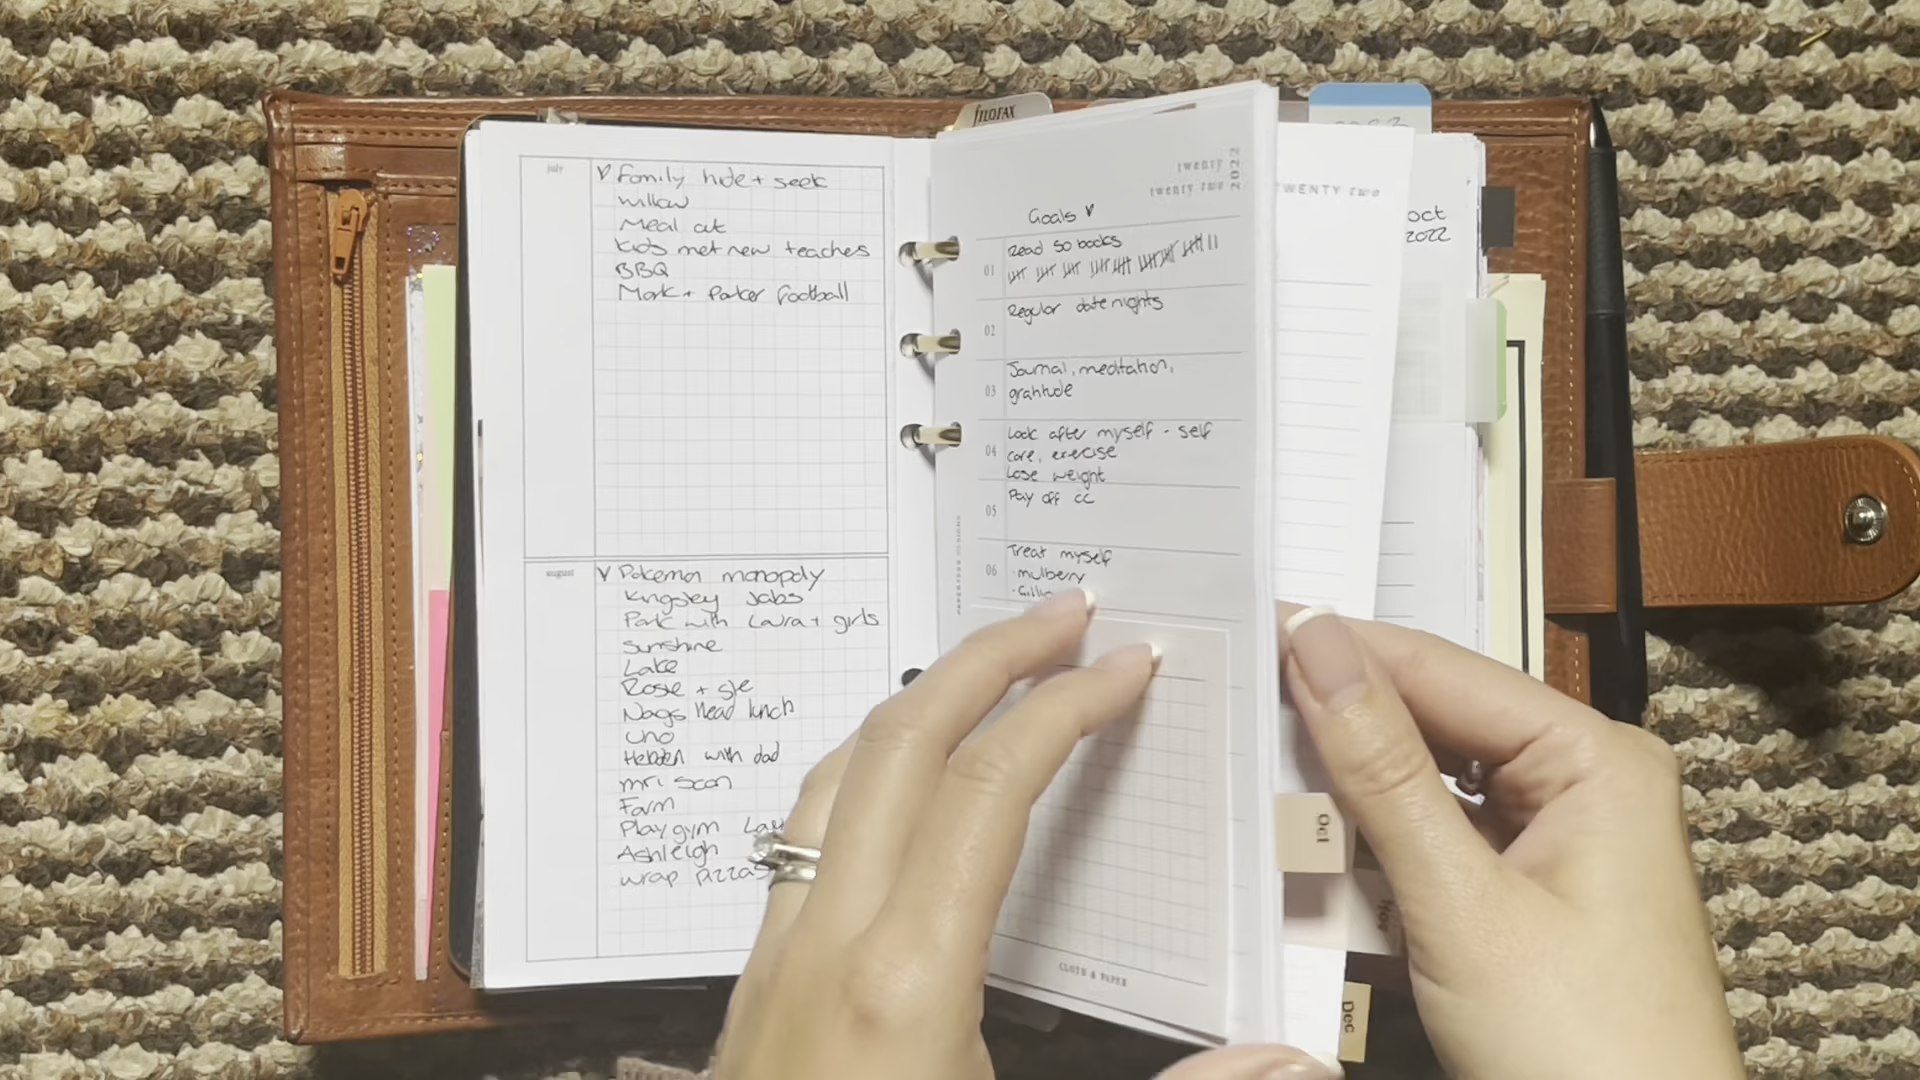 july
Family hide + seek
Willow
Meal at
Kids met new teaches
BBQ
Mark + Parker football
august
Pokemon monopoly
Kingsley Jabs
Park with Laura + girls
Sunshine
Lake
Rosie +
Nags Head lunch
Uno
Hebden with dad
mri scan
Farm
Play gym
Ashleigh
wrap pizzas
FILOFAX
twenty
twenty two
2022
Goals
01
Read 50 books
02
Regular date nights
03
Journal, meditation,
gratitude
04
Look after myself - self
care, exercise
Lose weight
05
Pay off cc
06
Treat myself
· mulberry
CLOTH & PAPER
TWENTY two
Oct
2022
Oct
Nov
Dec